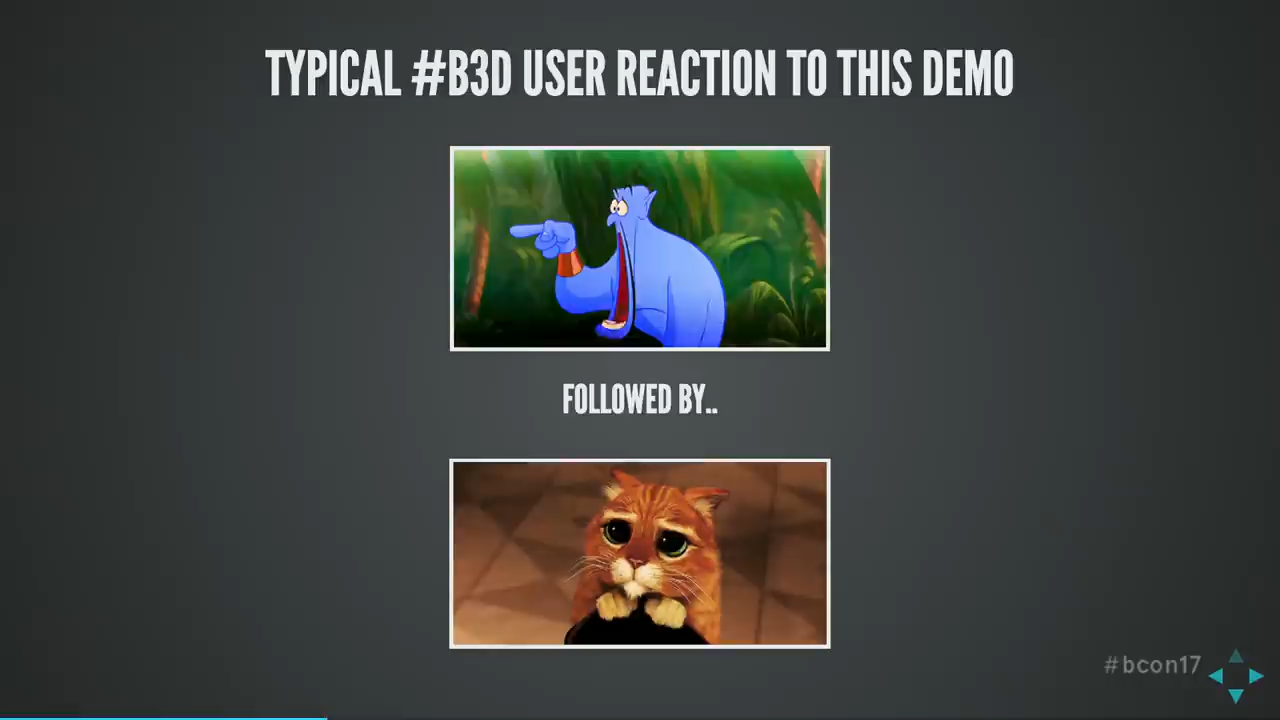 TYPICAL #B3D USER REACTION TO THIS DEMO
FOLLOWED BY..
#bcon17